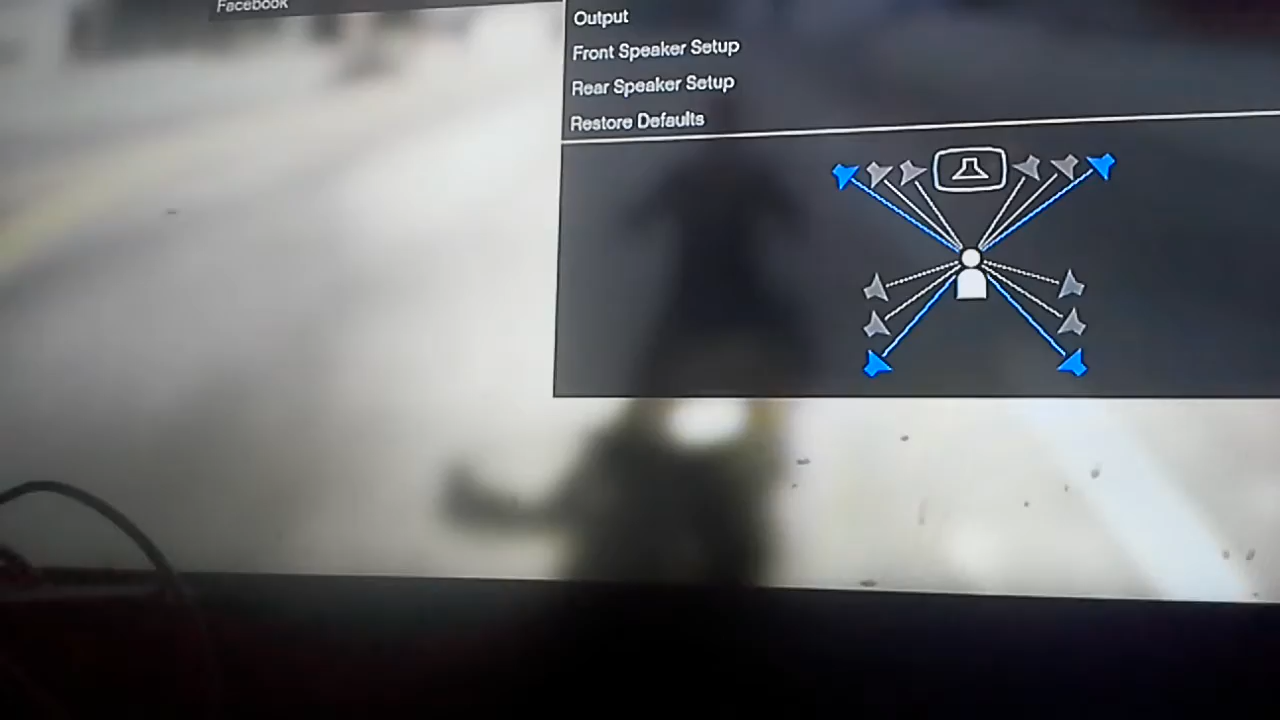 Facebook
Output
Front Speaker Setup
Rear Speaker Setup
Restore Defaults